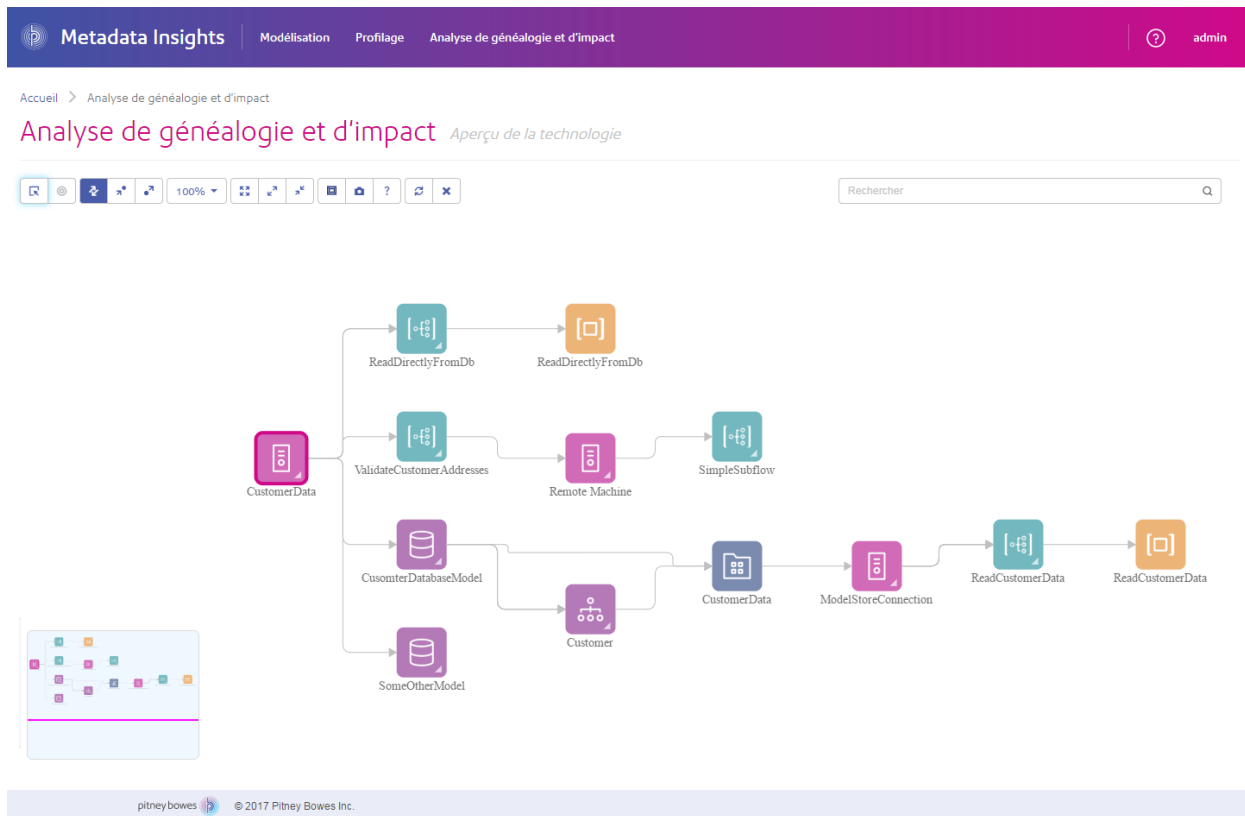 Metadata Insights Modélisation Profilage Analyse de généalogie et d'impact ? admin
Accueil > Analyse de généalogie et d'impact
Analyse de généalogie et d'impact Aperçu de la technologie
100% ? Rechercher
ReadDirectlyFromDb ReadDirectlyFromDb
ValidateCustomerAddresses SimpleSubflow
CustomerData Remote Machine
CusomterDatabaseModel ReadCustomerData ReadCustomerData
CustomerData ModelStoreConnection
Customer
SomeOtherModel
pitney bowes © 2017 Pitney Bowes Inc.